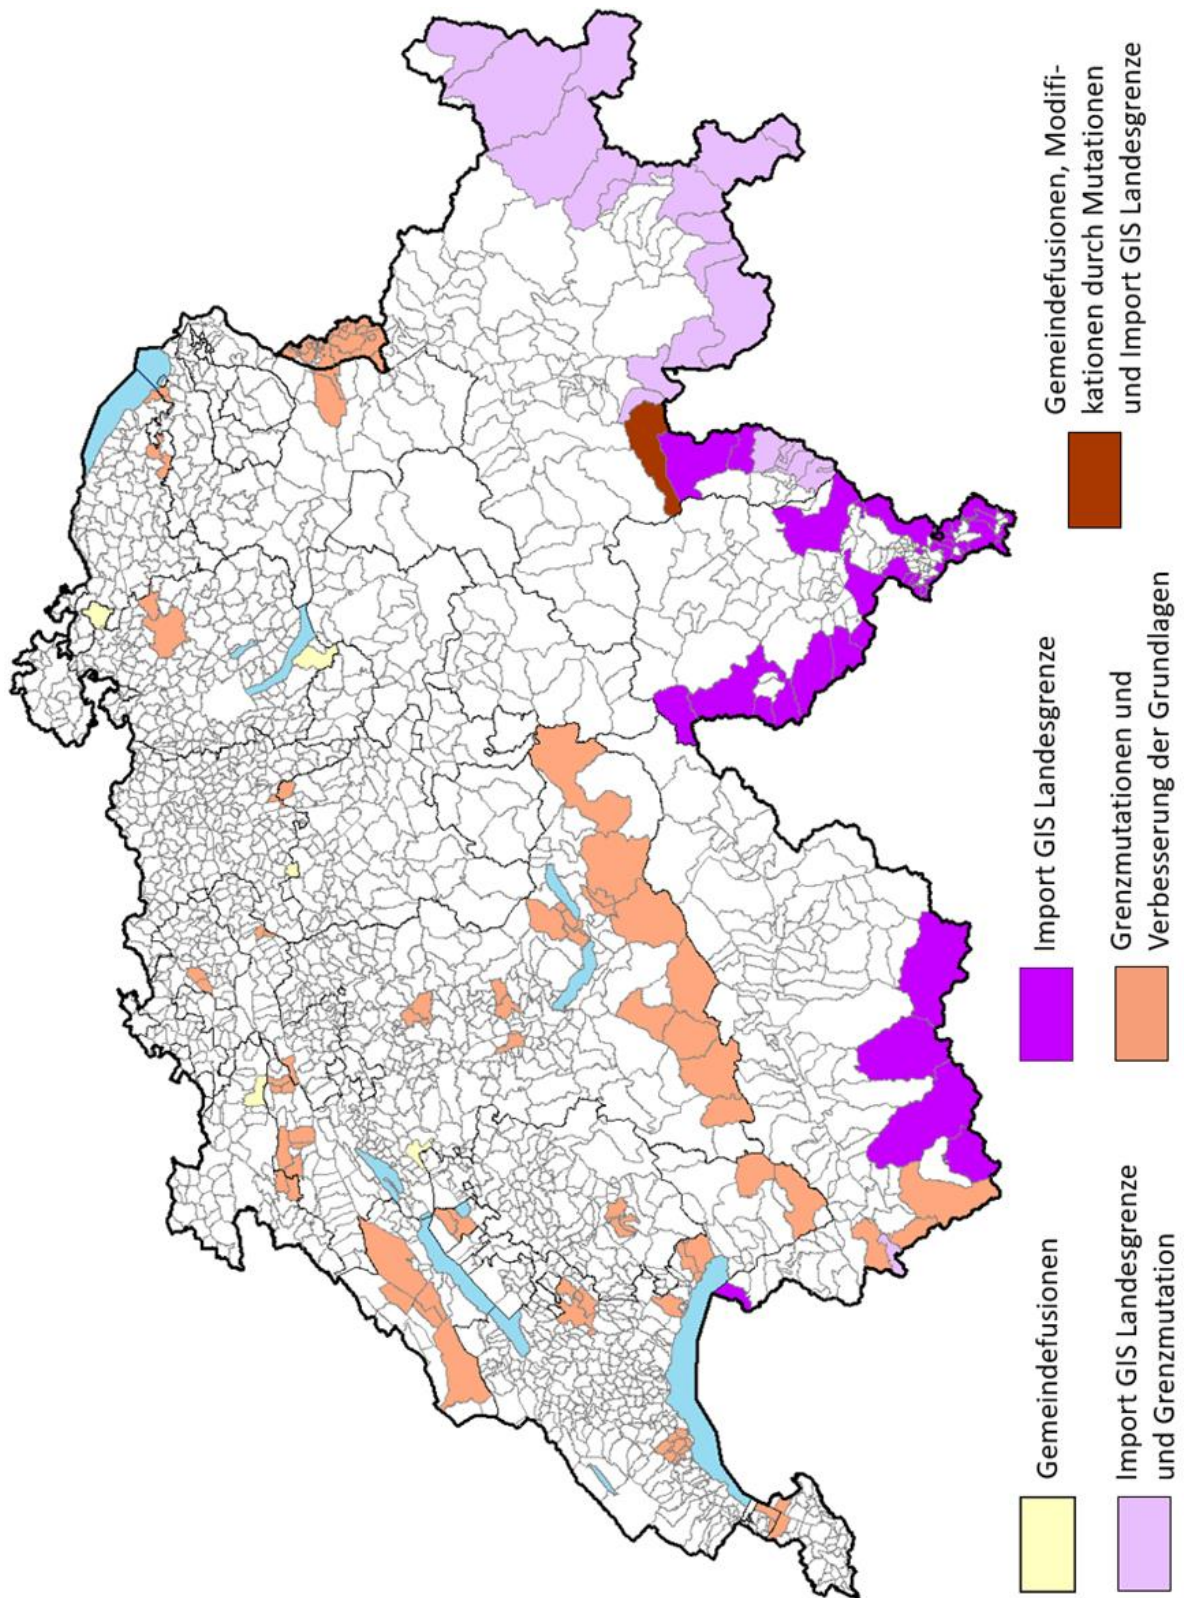 Gemeindefusionen
Import GIS Landesgrenze
und Grenzmutation
Import GIS Landesgrenze
Grenzmutationen und
Verbesserung der Grundlagen
Gemeindefusionen, Modifi-
kationen durch Mutationen
und Import GIS Landesgrenze